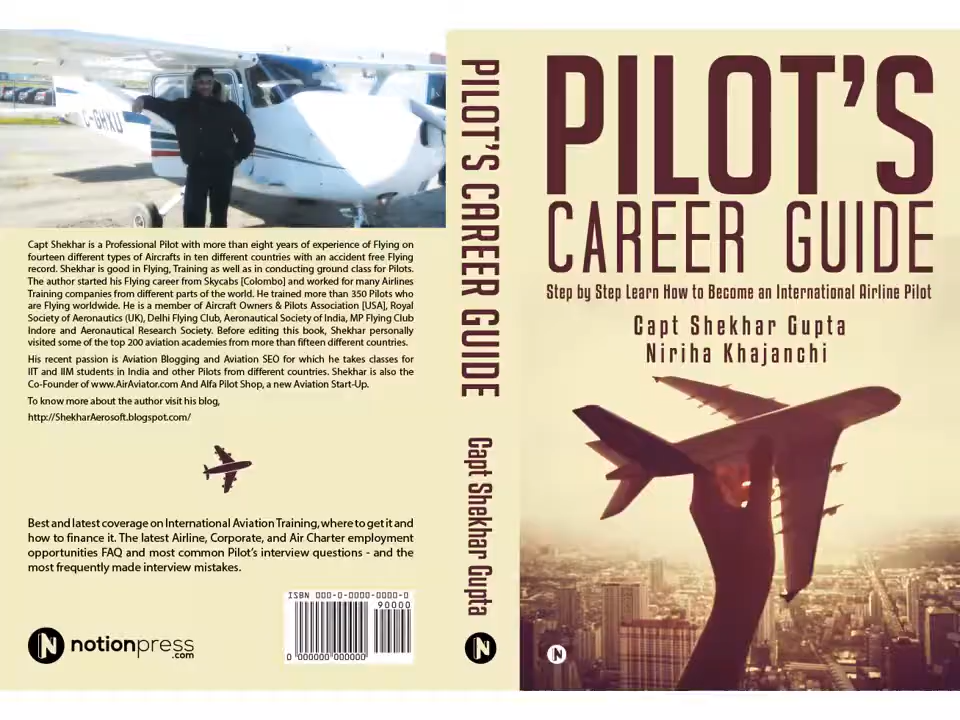 C-GHXU
Capt Shekhar is a Professional Pilot with more than eight years of experience of Flying on
fourteen different types of Aircrafts in ten different countries with an accident free Flying
record. Shekhar is good in Flying, Training as well as in conducting ground class for Pilots.
The author started his Flying career from Skycabs [Colombo] and worked for many Airlines
Training companies from different parts of the world. He trained more than 350 Pilots who
are Flying worldwide. He is a member of Aircraft Owners & Pilots Association [USA], Royal
Society of Aeronautics (UK), Delhi Flying Club, Aeronautical Society of India, MP Flying Club
Indore and Aeronautical Research Society. Before editing this book, Shekhar personally
visited some of the top 200 aviation academies from more than fifteen different countries.
His recent passion is Aviation Blogging and Aviation SEO for which he takes classes for
IIT and IIM students in India and other Pilots from different countries. Shekhar is also the
Co-Founder of www.AirAviator.com And Alfa Pilot Shop, a new Aviation Start-Up.
To know more about the author visit his blog,
http://ShekharAerosoft.blogspot.com/
Best and latest coverage on International Aviation Training, where to get it and
how to finance it. The latest Airline, Corporate, and Air Charter employment
opportunities FAQ and most common Pilot's interview questions - and the
most frequently made interview mistakes.
N notionpress
.com
ISBN 000-0-0000-0000-0
90000
0 000000 000000
PILOT'S CAREER GUIDE
Capt Shekhar Gupta
N
PILOT'S
CAREER GUIDE
Step by Step Learn How to Become an International Airline Pilot
Capt Shekhar Gupta
Niriha Khajanchi
N